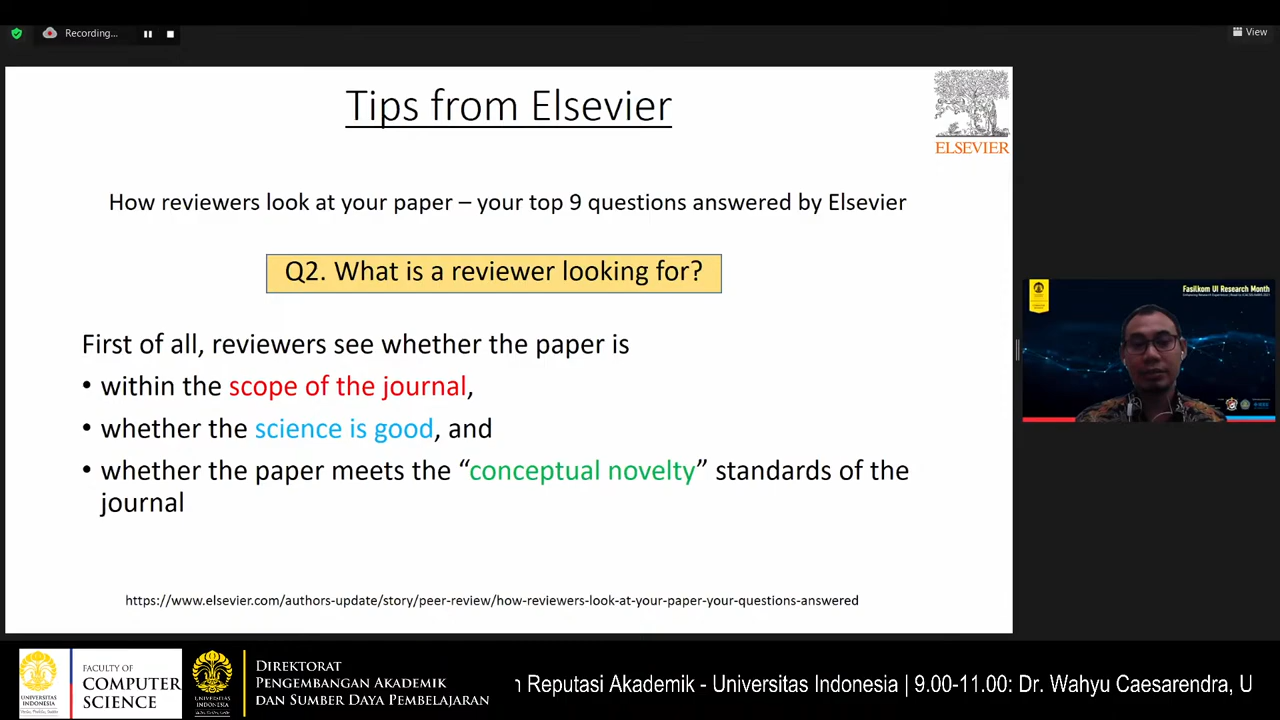 Recording...
View
Tips from Elsevier
ELSEVIER
How reviewers look at your paper – your top 9 questions answered by Elsevier
Q2. What is a reviewer looking for?
First of all, reviewers see whether the paper is
• within the scope of the journal,
• whether the science is good, and
• whether the paper meets the “conceptual novelty” standards of the
journal
https://www.elsevier.com/authors-update/story/peer-review/how-reviewers-look-at-your-paper-your-questions-answered
Fasilkom UI Research Month
FACULTY OF
COMPUTER
SCIENCE
UNIVERSITAS
INDONESIA
UNIVERSITAS
INDONESIA
DIREKTORAT
PENGEMBANGAN AKADEMIK
DAN SUMBER DAYA PEMBELAJARAN
Reputasi Akademik - Universitas Indonesia | 9.00-11.00: Dr. Wahyu Caesarendra, U